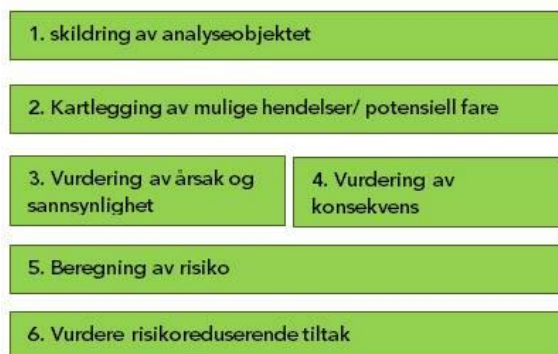 1. skildring av analyseobjektet
2. Kartlegging av mulige hendelser/ potensiell fare
3. Vurdering av årsak og
sannsynlighet
4. Vurdering av
konsekvens
5. Beregning av risiko
6. Vurdere risikoreduserende tiltak